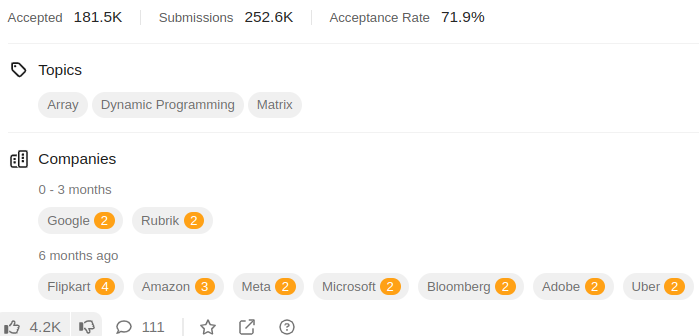 Accepted 181.5K Submissions 252.6K Acceptance Rate 71.9%
Topics
Array Dynamic Programming Matrix
Companies
0 - 3 months
Google 2 Rubrik 2
6 months ago
Flipkart 4 Amazon 3 Meta 2 Microsoft 2 Bloomberg 2 Adobe 2 Uber 2
4.2K 111